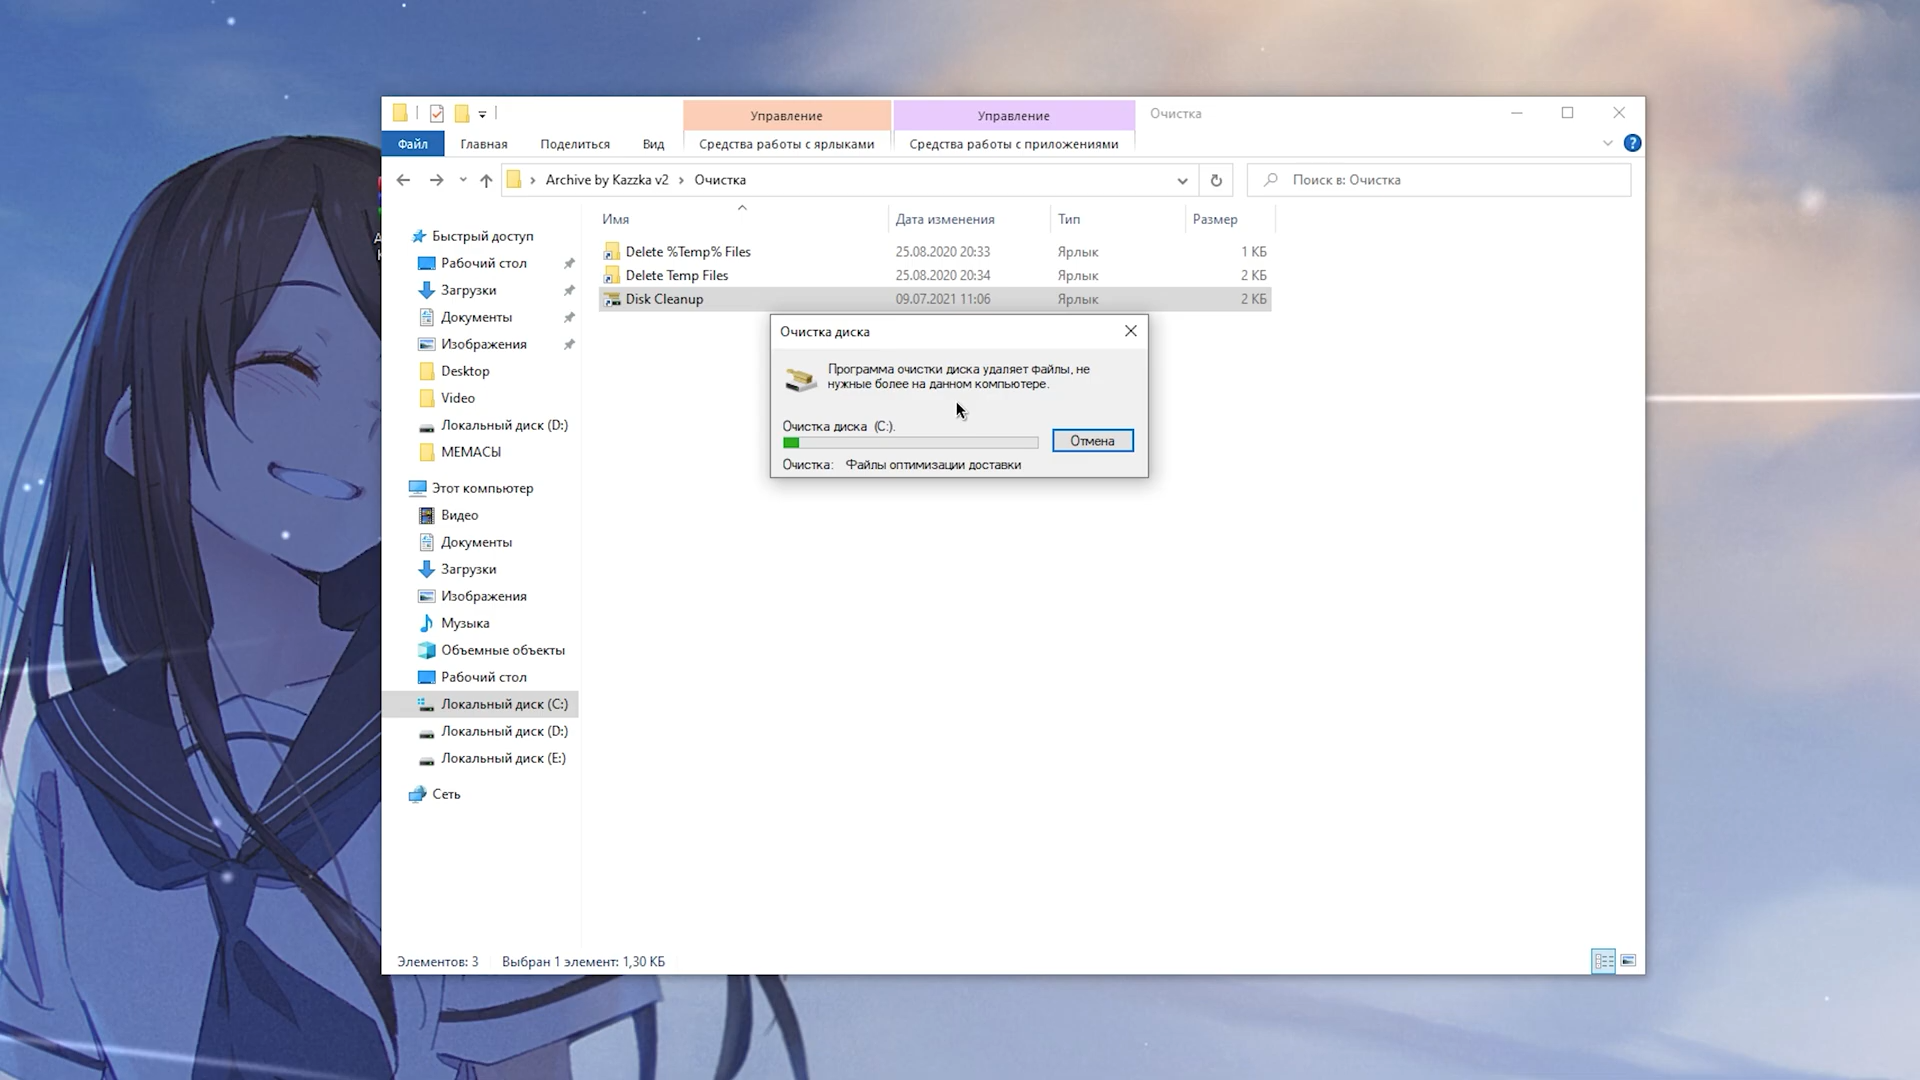 Управление
Управление
Очистка
Файл
Главная
Поделиться
Вид
Средства работы с ярлыками
Средства работы с приложениями
Archive by Kazzka v2 › Очистка
Поиск в: Очистка
Имя
Дата изменения
Тип
Размер
Delete %Temp% Files 25.08.2020 20:33 Ярлык 1 КБ
Delete Temp Files 25.08.2020 20:34 Ярлык 2 КБ
Disk Cleanup 09.07.2021 11:06 Ярлык 2 КБ
Быстрый доступ
Рабочий стол
Загрузки
Документы
Изображения
Desktop
Video
Локальный диск (D:)
МЕМАСЫ
Этот компьютер
Видео
Документы
Загрузки
Изображения
Музыка
Объемные объекты
Рабочий стол
Локальный диск (C:)
Локальный диск (D:)
Локальный диск (E:)
Сеть
Очистка диска
Программа очистки диска удаляет файлы, не
нужные более на данном компьютере.
Очистка диска (C:).
Отмена
Очистка: Файлы оптимизации доставки
Элементов: 3
Выбран 1 элемент: 1,30 КБ